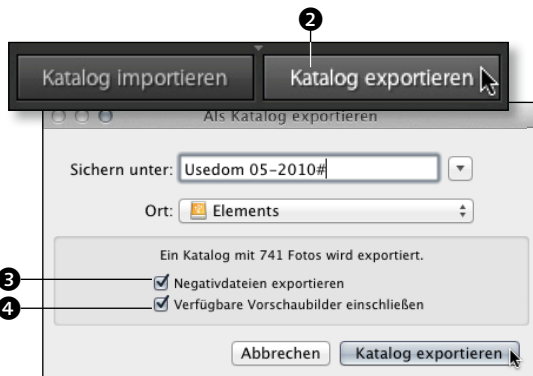 2
Katalog importieren Katalog exportieren
Als Katalog exportieren
Sichern unter: Usedom 05-2010#
Ort: Elements
Ein Katalog mit 741 Fotos wird exportiert.
3 Negativdateien exportieren
4 Verfügbare Vorschaubilder einschließen
Abbrechen Katalog exportieren